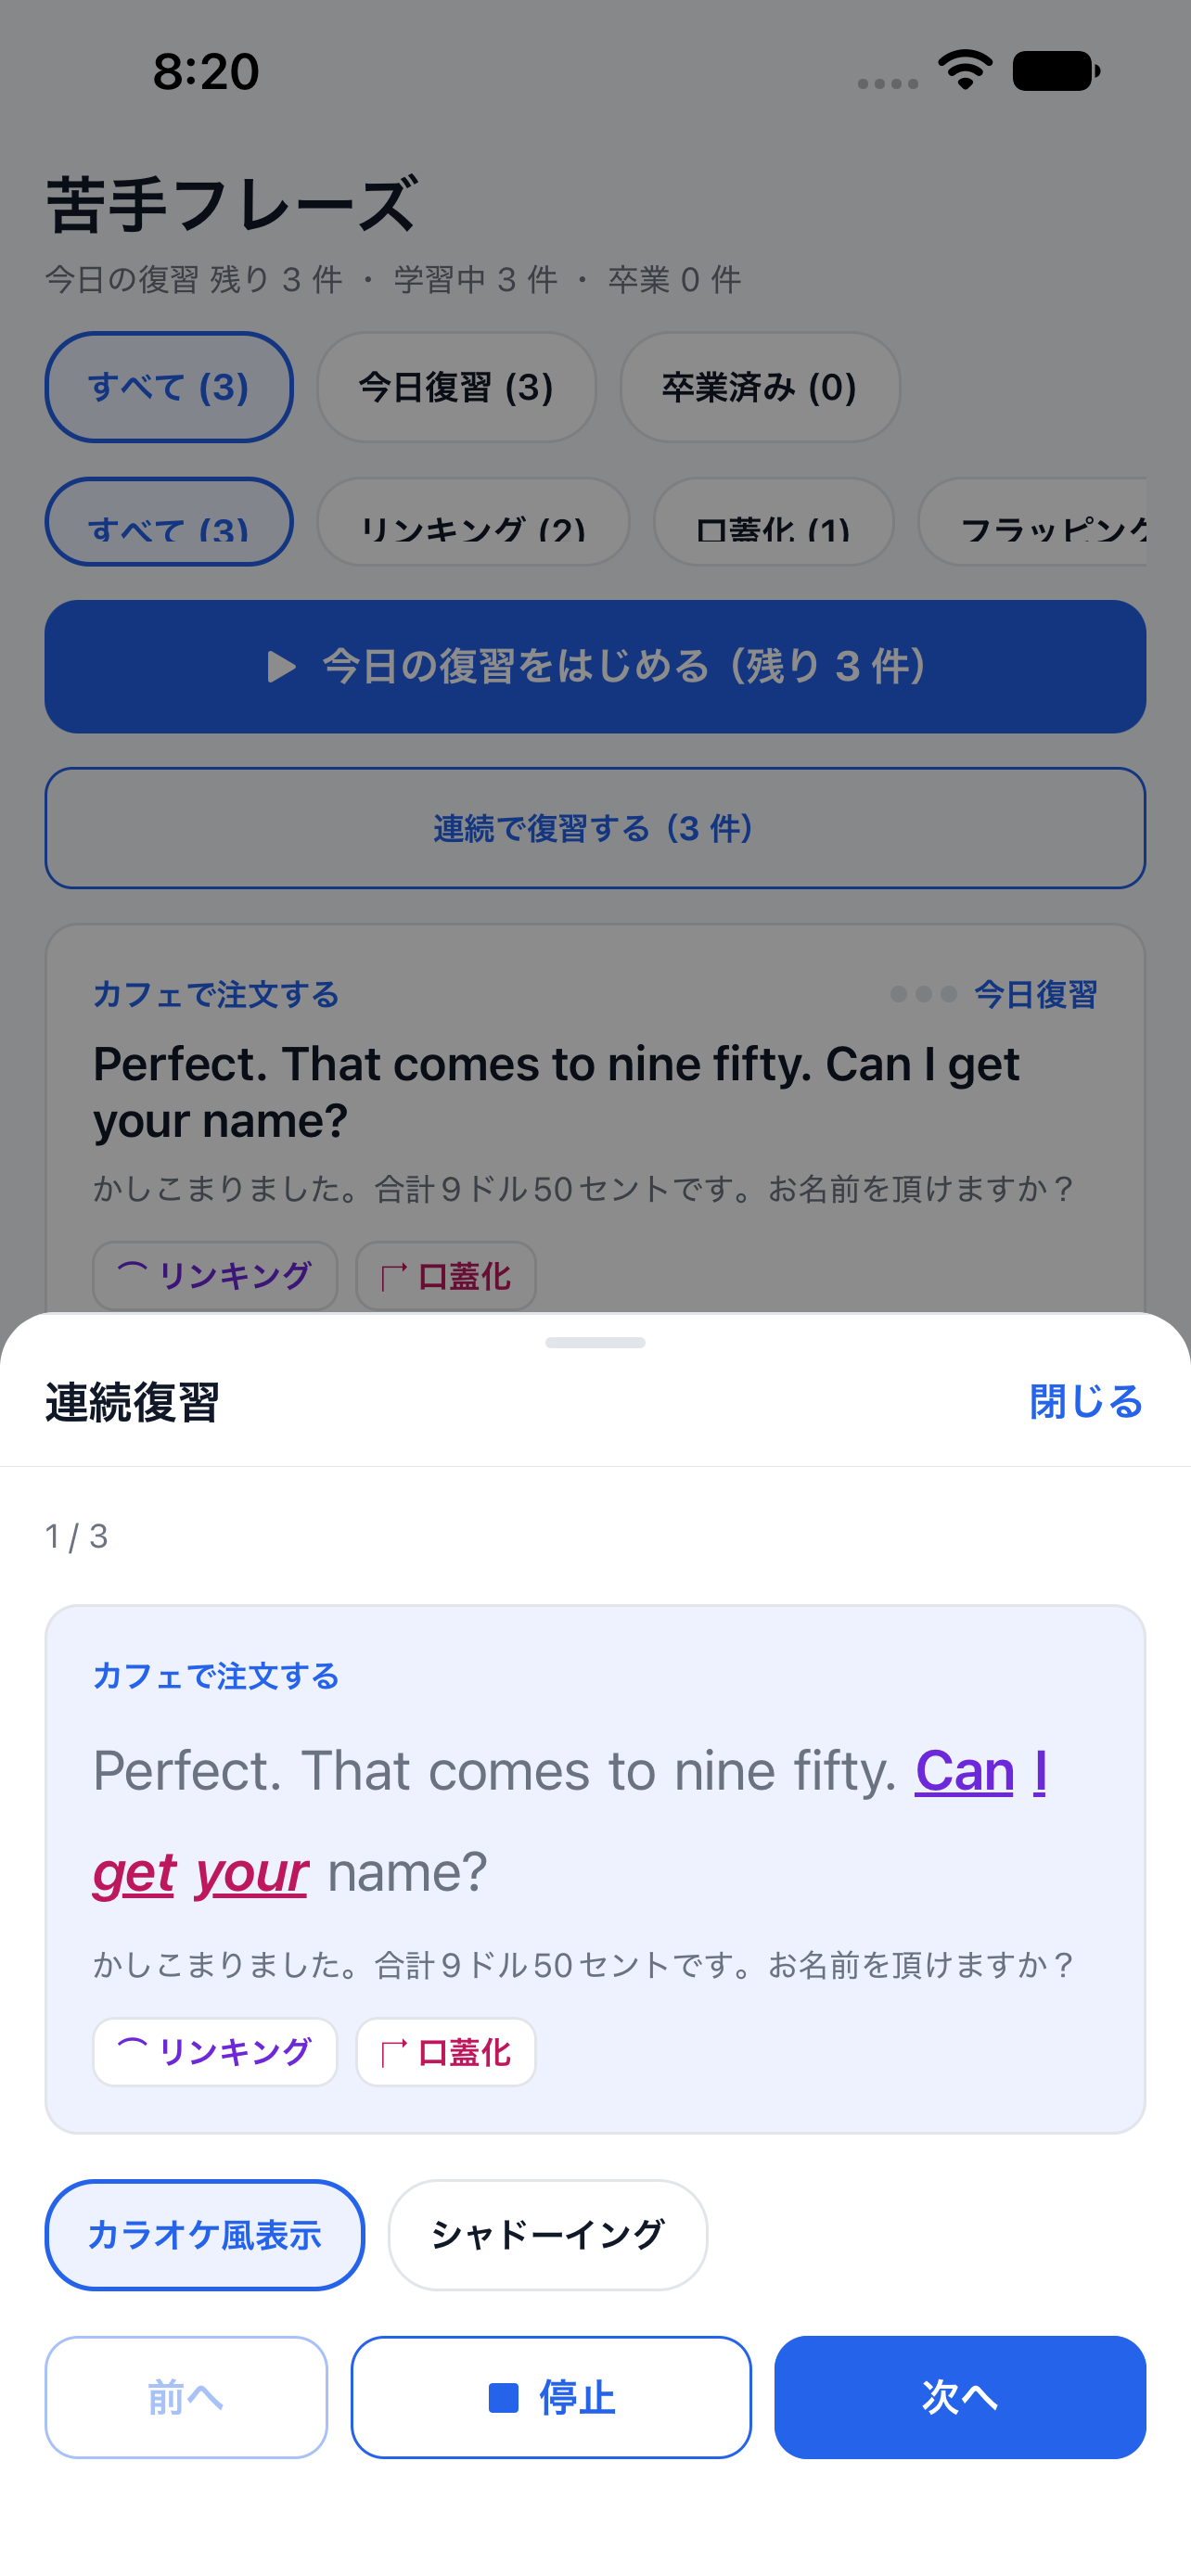 8:20
苦手フレーズ
今日の復習 残り 3 件 ・ 学習中 3 件 ・ 卒業 0 件
すべて (3) 今日復習 (3) 卒業済み (0)
すべて (3) リンキング (2) 口蓋化 (1) フラッピング
今日の復習をはじめる（残り 3 件）
連続で復習する（3 件）
カフェで注文する 今日復習
Perfect. That comes to nine fifty. Can I get
your name?
かしこまりました。合計9ドル50セントです。お名前を頂けますか？
リンキング 口蓋化
連続復習 閉じる
1 / 3
カフェで注文する
Perfect. That comes to nine fifty. Can I
get your name?
かしこまりました。合計9ドル50セントです。お名前を頂けますか？
リンキング 口蓋化
カラオケ風表示 シャドーイング
前へ 停止 次へ